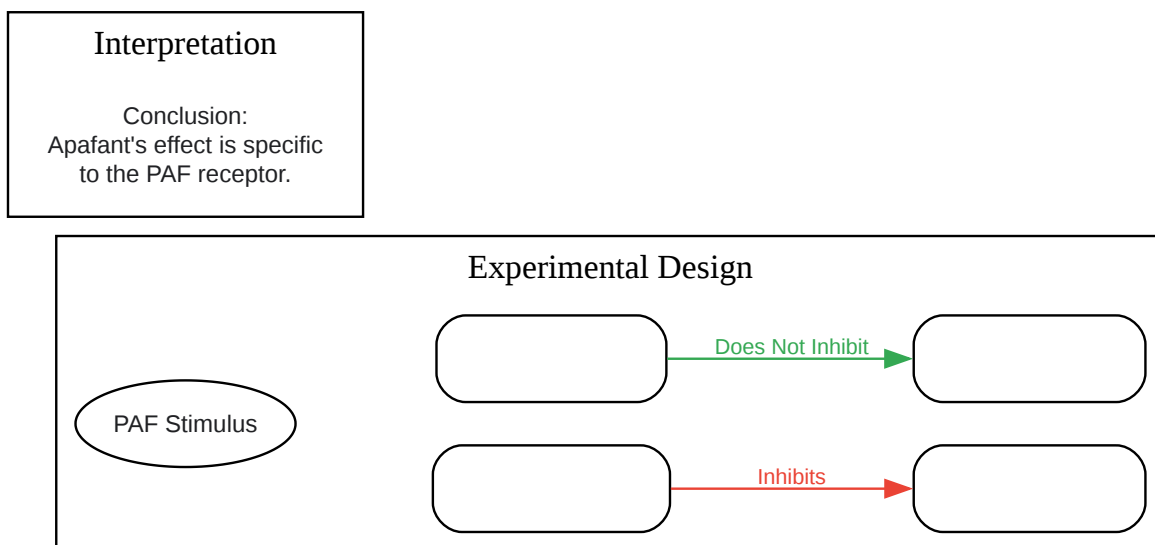 Interpretation
Conclusion:
Apafant's effect is specific
to the PAF receptor.
Experimental Design
Does Not Inhibit
PAF Stimulus
Inhibits